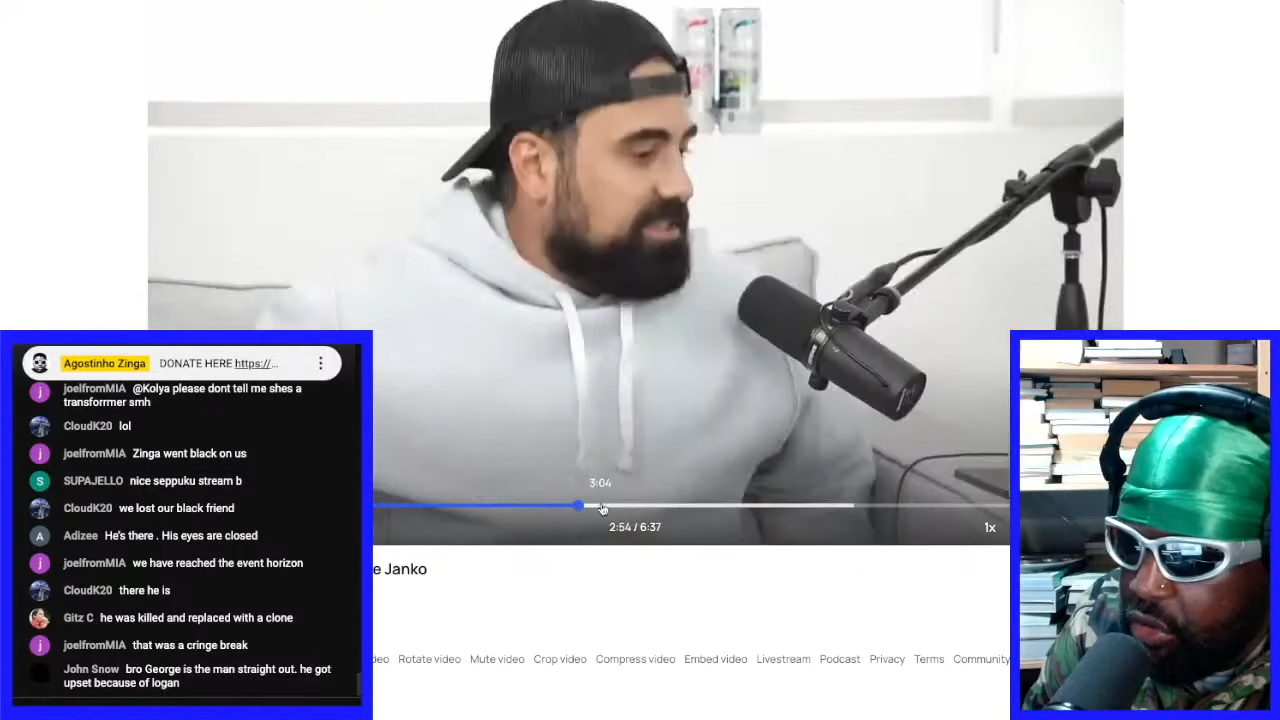 Agostinho Zinga DONATE HERE https://...
joelfromMIA @Kolya please dont tell me shes a
transforrmer smh
CloudK20 lol
joelfromMIA Zinga went black on us
SUPAJELLO nice seppuku stream b
CloudK20 we lost our black friend
A Adizee He's there . His eyes are closed
joelfromMIA we have reached the event horizon
CloudK20 there he is
Gitz C he was killed and replaced with a clone
joelfromMIA that was a cringe break
John Snow bro George is the man straight out. he got
upset because of logan
3:04
2:54 / 6:37
1x
e Janko
deo Rotate video Mute video Crop video Compress video Embed video Livestream Podcast Privacy Terms Community